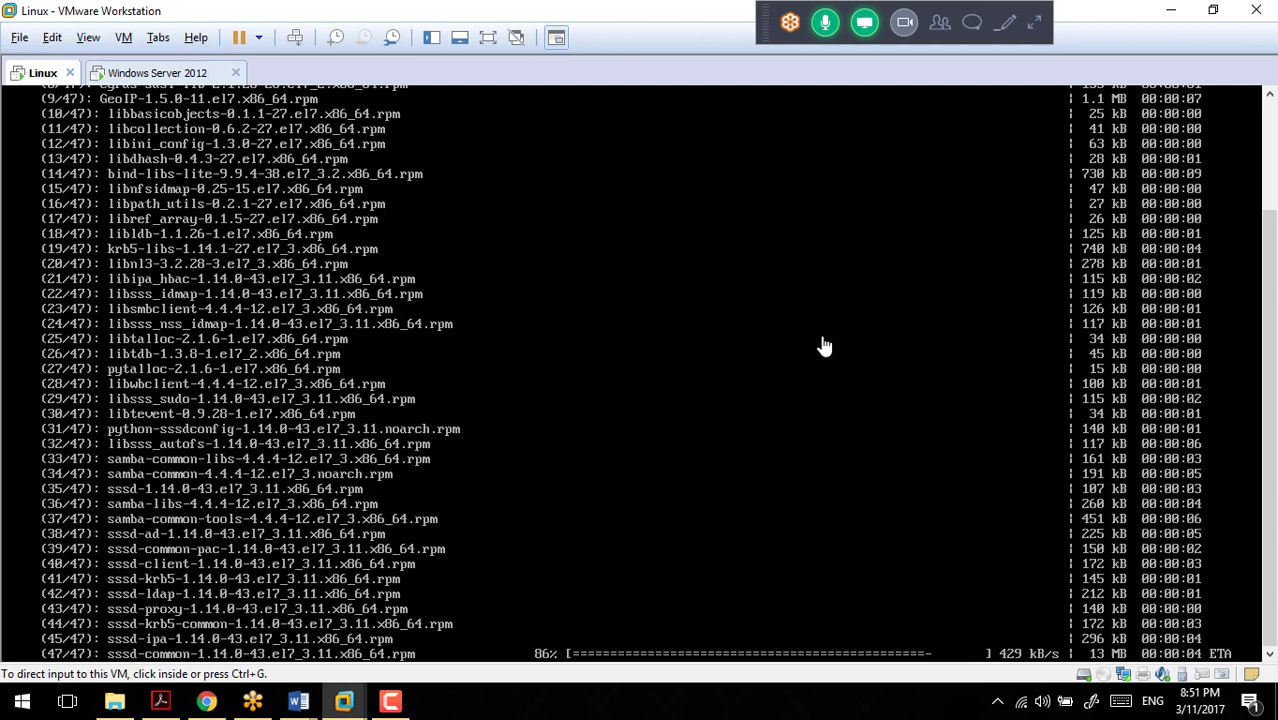 Linux - VMware Workstation
File Edit View VM Tabs Help
Linux
Windows Server 2012
(9/47): GeoIP-1.5.0-11.el7.x86_64.rpm | 1.1 MB 00:00:07
(10/47): libbasicobjects-0.1.1-27.el7.x86_64.rpm | 25 kB 00:00:00
(11/47): libcollection-0.6.2-27.el7.x86_64.rpm | 41 kB 00:00:00
(12/47): libini_config-1.3.0-27.el7.x86_64.rpm | 63 kB 00:00:00
(13/47): libdhash-0.4.3-27.el7.x86_64.rpm | 28 kB 00:00:01
(14/47): bind-libs-lite-9.9.4-38.el7_3.2.x86_64.rpm | 730 kB 00:00:09
(15/47): libnfsidmap-0.25-15.el7.x86_64.rpm | 47 kB 00:00:00
(16/47): libpath_utils-0.2.1-27.el7.x86_64.rpm | 27 kB 00:00:00
(17/47): libref_array-0.1.5-27.el7.x86_64.rpm | 26 kB 00:00:00
(18/47): libldb-1.1.26-1.el7.x86_64.rpm | 125 kB 00:00:01
(19/47): krb5-libs-1.14.1-27.el7_3.x86_64.rpm | 740 kB 00:00:04
(20/47): libnl3-3.2.28-3.el7_3.x86_64.rpm | 278 kB 00:00:01
(21/47): libipa_hbac-1.14.0-43.el7_3.11.x86_64.rpm | 115 kB 00:00:02
(22/47): libsss_idmap-1.14.0-43.el7_3.11.x86_64.rpm | 119 kB 00:00:00
(23/47): libsmbclient-4.4.4-12.el7_3.x86_64.rpm | 126 kB 00:00:01
(24/47): libsss_nss_idmap-1.14.0-43.el7_3.11.x86_64.rpm | 117 kB 00:00:01
(25/47): libtalloc-2.1.6-1.el7.x86_64.rpm | 34 kB 00:00:00
(26/47): libtdb-1.3.8-1.el7_2.x86_64.rpm | 45 kB 00:00:00
(27/47): pytalloc-2.1.6-1.el7.x86_64.rpm | 15 kB 00:00:00
(28/47): libwbclient-4.4.4-12.el7_3.x86_64.rpm | 100 kB 00:00:01
(29/47): libsss_sudo-1.14.0-43.el7_3.11.x86_64.rpm | 115 kB 00:00:02
(30/47): libtevent-0.9.28-1.el7.x86_64.rpm | 34 kB 00:00:01
(31/47): python-sssdconfig-1.14.0-43.el7_3.11.noarch.rpm | 140 kB 00:00:01
(32/47): libsss_autofs-1.14.0-43.el7_3.11.x86_64.rpm | 117 kB 00:00:06
(33/47): samba-common-libs-4.4.4-12.el7_3.x86_64.rpm | 161 kB 00:00:03
(34/47): samba-common-4.4.4-12.el7_3.noarch.rpm | 191 kB 00:00:05
(35/47): sssd-1.14.0-43.el7_3.11.x86_64.rpm | 107 kB 00:00:03
(36/47): samba-libs-4.4.4-12.el7_3.x86_64.rpm | 260 kB 00:00:04
(37/47): samba-common-tools-4.4.4-12.el7_3.x86_64.rpm | 451 kB 00:00:06
(38/47): sssd-ad-1.14.0-43.el7_3.11.x86_64.rpm | 225 kB 00:00:05
(39/47): sssd-common-pac-1.14.0-43.el7_3.11.x86_64.rpm | 150 kB 00:00:02
(40/47): sssd-client-1.14.0-43.el7_3.11.x86_64.rpm | 172 kB 00:00:03
(41/47): sssd-krb5-1.14.0-43.el7_3.11.x86_64.rpm | 145 kB 00:00:01
(42/47): sssd-ldap-1.14.0-43.el7_3.11.x86_64.rpm | 212 kB 00:00:01
(43/47): sssd-proxy-1.14.0-43.el7_3.11.x86_64.rpm | 140 kB 00:00:00
(44/47): sssd-krb5-common-1.14.0-43.el7_3.11.x86_64.rpm | 172 kB 00:00:03
(45/47): sssd-ipa-1.14.0-43.el7_3.11.x86_64.rpm | 296 kB 00:00:04
(47/47): sssd-common-1.14.0-43.el7_3.11.x86_64.rpm 86% [===============================================- ] 429 kB/s | 13 MB 00:00:04 ETA
To direct input to this VM, click inside or press Ctrl+G.
ENG
8:51 PM
3/11/2017